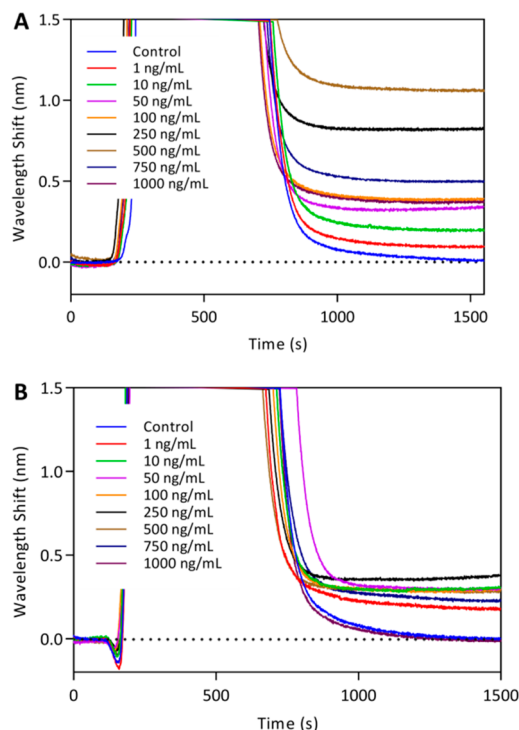 A
Wavelength Shift (nm)
1.5
1.0
0.5
0.0
Control
1 ng/mL
10 ng/mL
50 ng/mL
100 ng/mL
250 ng/mL
500 ng/mL
750 ng/mL
1000 ng/mL
0 500 1000 1500
Time (s)
B
Wavelength Shift (nm)
1.5
1.0
0.5
0.0
Control
1 ng/mL
10 ng/mL
50 ng/mL
100 ng/mL
250 ng/mL
500 ng/mL
750 ng/mL
1000 ng/mL
0 500 1000 1500
Time (s)